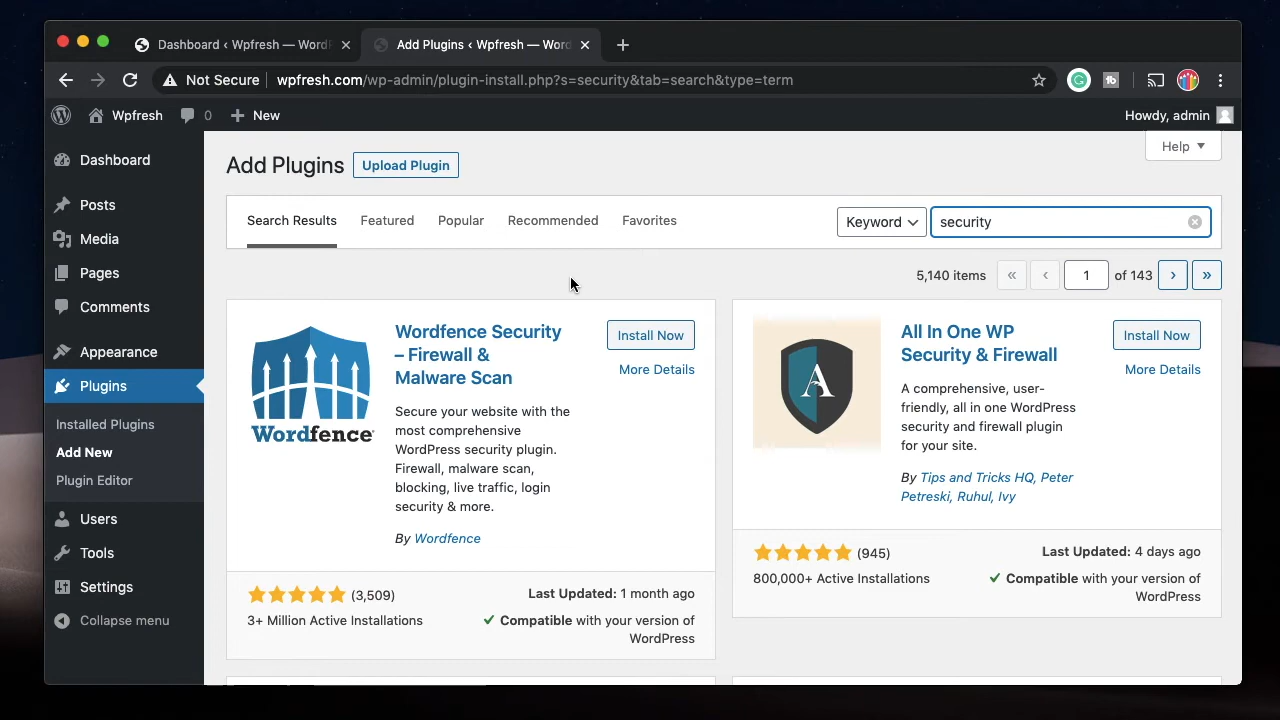 Dashboard ‹ Wpfresh — Word
Add Plugins ‹ Wpfresh — Word
Not Secure
wpfresh.com/wp-admin/plugin-install.php?s=security&tab=search&type=term
Wpfresh
0
New
Howdy, admin
Dashboard
Posts
Media
Pages
Comments
Appearance
Plugins
Installed Plugins
Add New
Plugin Editor
Users
Tools
Settings
Collapse menu
Help
Add Plugins
Upload Plugin
Search Results
Featured
Popular
Recommended
Favorites
Keyword
security
5,140 items
«
‹
1
of 143
›
»
Wordfence
Wordfence Security
– Firewall &
Malware Scan
Install Now
More Details
Secure your website with the
most comprehensive
WordPress security plugin.
Firewall, malware scan,
blocking, live traffic, login
security & more.
By Wordfence
(3,509)
Last Updated: 1 month ago
3+ Million Active Installations
Compatible with your version of
WordPress
A
All In One WP
Security & Firewall
Install Now
More Details
A comprehensive, user-
friendly, all in one WordPress
security and firewall plugin
for your site.
By Tips and Tricks HQ, Peter
Petreski, Ruhul, Ivy
(945)
Last Updated: 4 days ago
800,000+ Active Installations
Compatible with your version of
WordPress